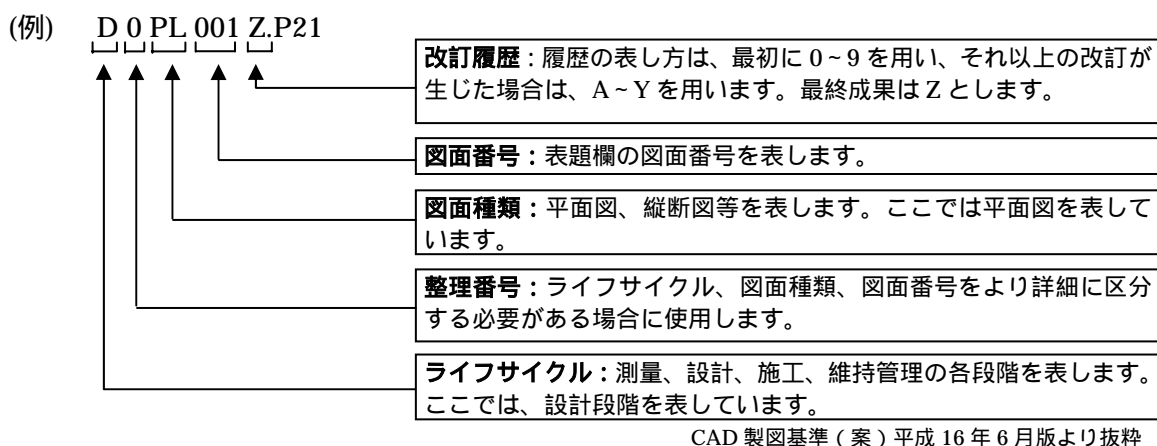 (例) D 0 PL 001 Z.P21
改訂履歴：履歴の表し方は、最初に 0~9 を用い、それ以上の改訂が
生じた場合は、A~Y を用います。最終成果は Z とします。
図面番号：表題欄の図面番号を表します。
図面種類：平面図、縦断図等を表します。ここでは平面図を表して
います。
整理番号：ライフサイクル、図面種類、図面番号をより詳細に区分
する必要がある場合に使用します。
ライフサイクル：測量、設計、施工、維持管理の各段階を表します。
ここでは、設計段階を表しています。
CAD 製図基準（案）平成 16 年 6 月版より抜粋